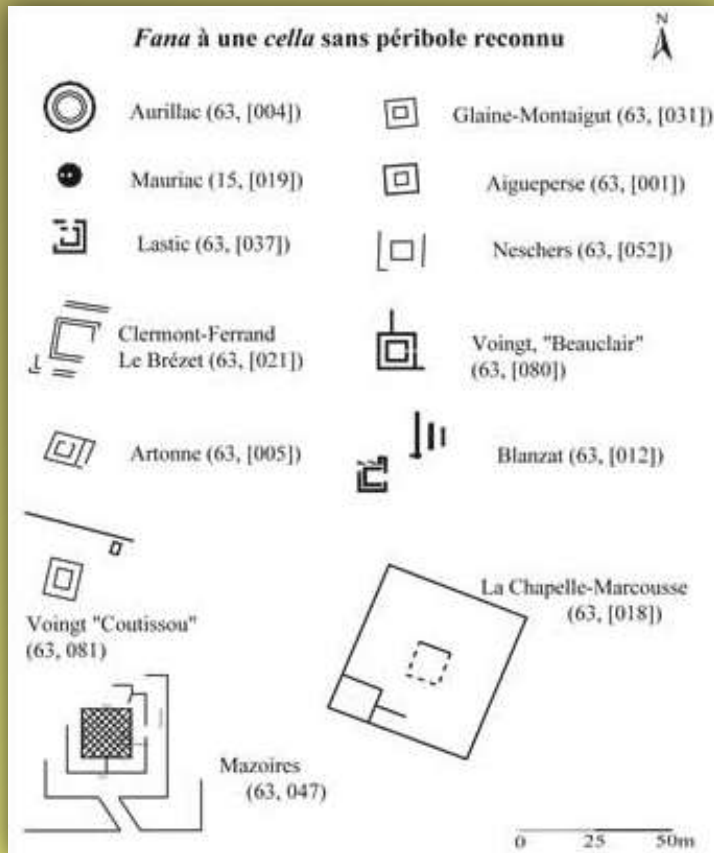 N
Fana à une cella sans péribole reconnu
Aurillac (63, [004])
Glaine-Montaigut (63, [031])
Mauriac (15, [019])
Aigueperse (63, [001])
Lastic (63, [037])
Neschers (63, [052])
Clermont-Ferrand
Le Brézet (63, [021])
Voingt, "Beauclair"
(63, [080])
Artonne (63, [005])
Blanzat (63, [012])
Voingt "Coutissou"
(63, 081)
La Chapelle-Marcousse
(63, [018])
Mazoires
(63, 047)
0 25 50m